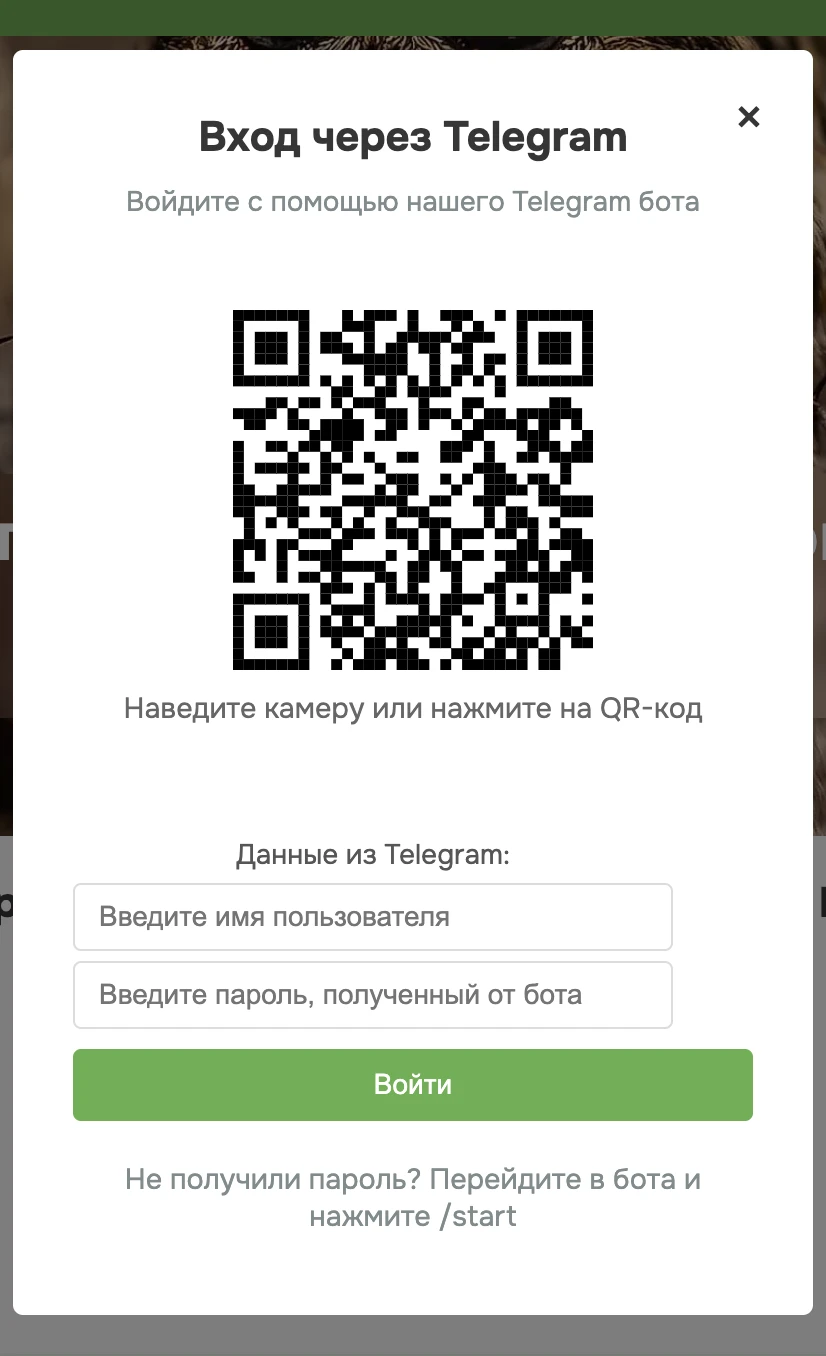 Вход через Telegram
Войдите с помощью нашего Telegram бота
Наведите камеру или нажмите на QR-код
Данные из Telegram:
Введите имя пользователя
Введите пароль, полученный от бота
Войти
Не получили пароль? Перейдите в бота и
нажмите /start